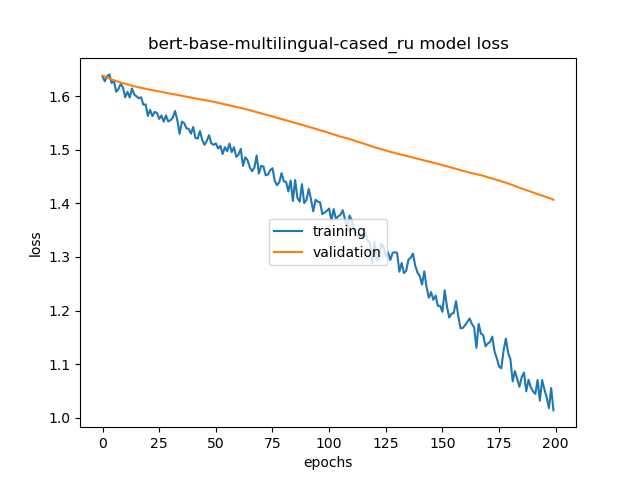 bert-base-multilingual-cased_ru model loss
1.6
1.5
1.4
1.3
1.2
1.1
1.0
loss
training
validation
0 25 50 75 100 125 150 175 200
epochs